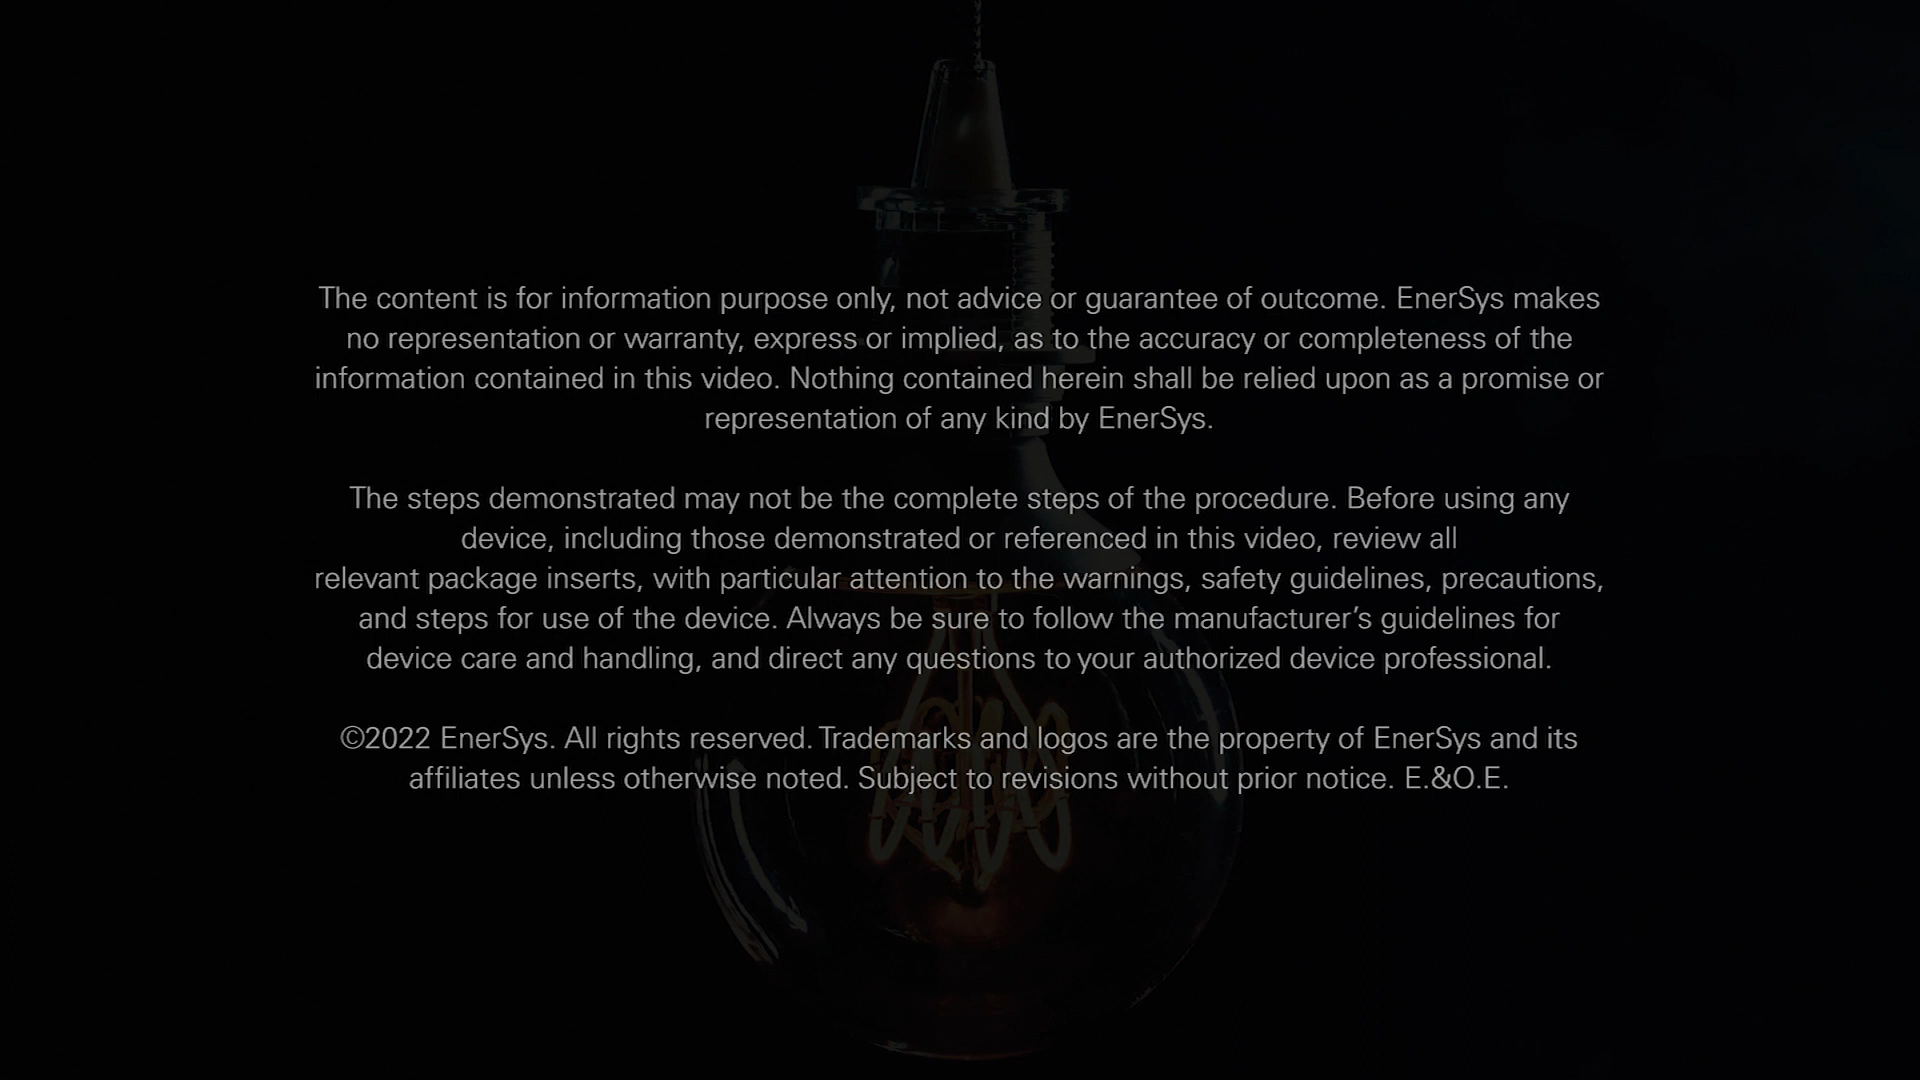 The content is for information purpose only, not advice or guarantee of outcome. EnerSys makes
no representation or warranty, express or implied, as to the accuracy or completeness of the
information contained in this video. Nothing contained herein shall be relied upon as a promise or
representation of any kind by EnerSys.
The steps demonstrated may not be the complete steps of the procedure. Before using any
device, including those demonstrated or referenced in this video, review all
relevant package inserts, with particular attention to the warnings, safety guidelines, precautions,
and steps for use of the device. Always be sure to follow the manufacturer’s guidelines for
device care and handling, and direct any questions to your authorized device professional.
©2022 EnerSys. All rights reserved. Trademarks and logos are the property of EnerSys and its
affiliates unless otherwise noted. Subject to revisions without prior notice. E.&O.E.